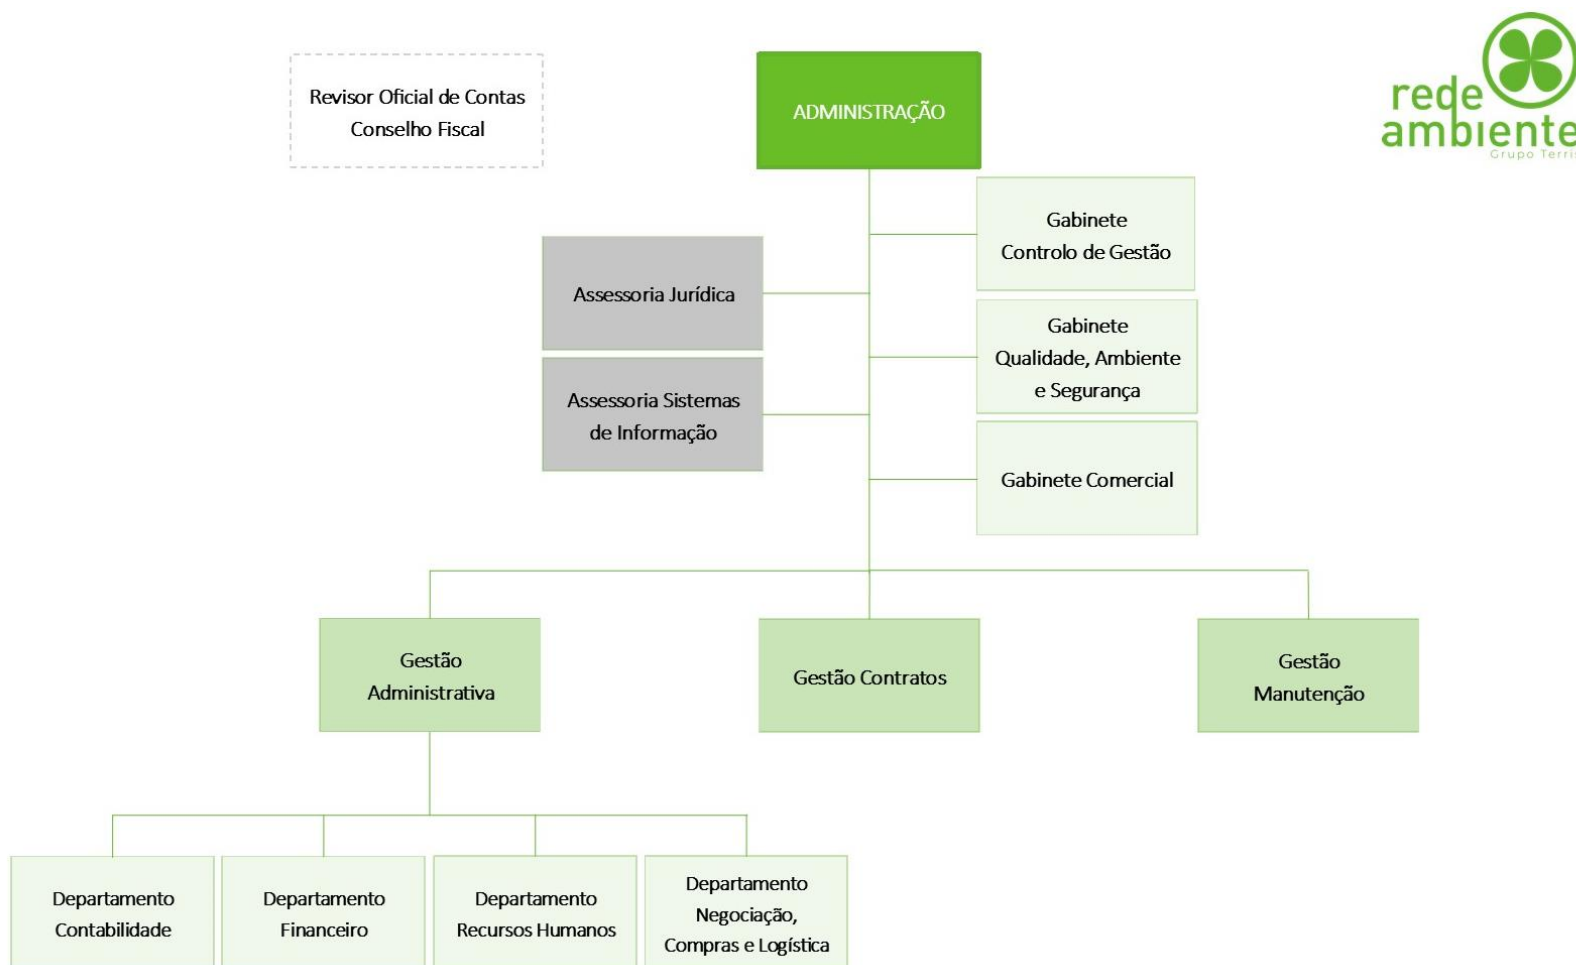 Revisor Oficial de Contas
Conselho Fiscal
ADMINISTRAÇÃO
rede
ambiente
Grupo Terris
Gabinete
Controlo de Gestão
Assessoria Jurídica
Gabinete
Qualidade, Ambiente
e Segurança
Assessoria Sistemas
de Informação
Gabinete Comercial
Gestão
Administrativa
Gestão Contratos
Gestão
Manutenção
Departamento
Contabilidade
Departamento
Financeiro
Departamento
Recursos Humanos
Departamento
Negociação,
Compras e Logística